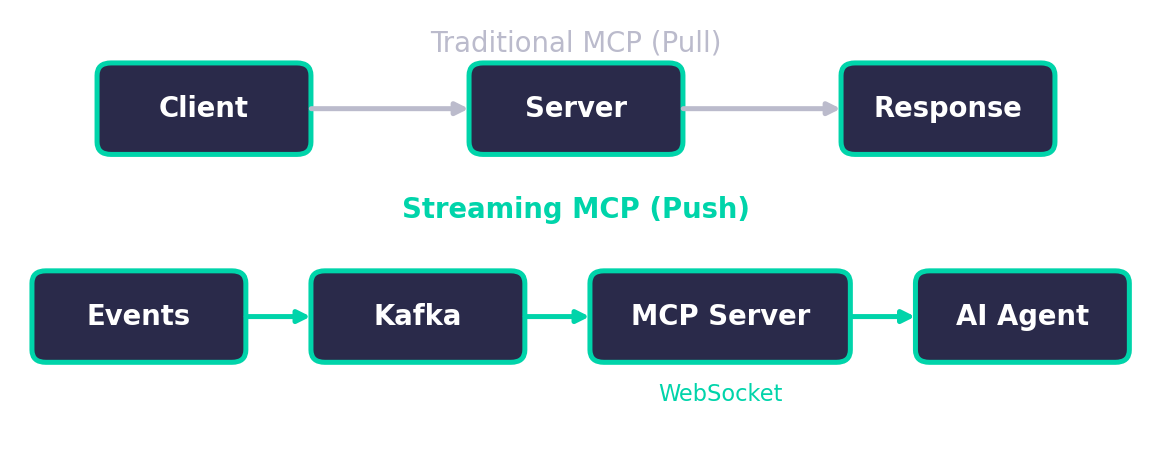 Traditional MCP (Pull)
Client
Server
Response
Streaming MCP (Push)
Events
Kafka
MCP Server
AI Agent
WebSocket